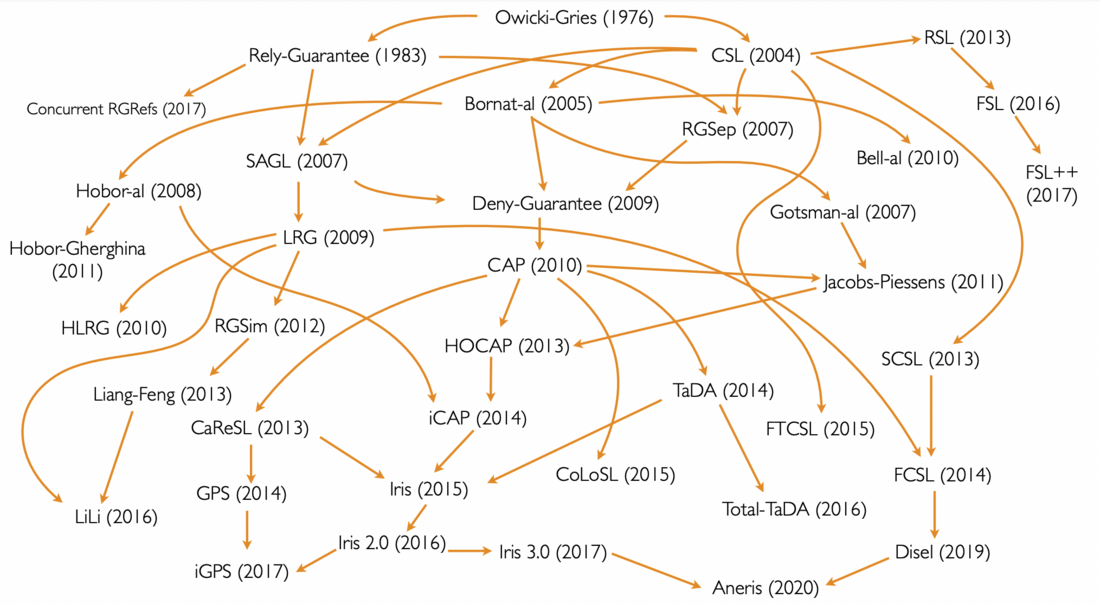 Owicki-Gries (1976)
RSL (2013)
Rely-Guarantee (1983)
CSL (2004)
Concurrent RGRefs (2017)
Bornat-al (2005)
FSL (2016)
RGSep (2007)
SAGL (2007)
Bell-al (2010)
FSL++
(2017)
Hobor-al (2008)
Deny-Guarantee (2009)
Gotsman-al (2007)
Hobor-Gherghina
(2011)
LRG (2009)
CAP (2010)
Jacobs-Piessens (2011)
HLRG (2010)
RGSim (2012)
HOCAP (2013)
SCSL (2013)
Liang-Feng (2013)
TaDA (2014)
CaReSL (2013)
iCAP (2014)
FTCSL (2015)
CoLoSL (2015)
FCSL (2014)
GPS (2014)
Iris (2015)
LiLi (2016)
Total-TaDA (2016)
Iris 2.0 (2016)
Iris 3.0 (2017)
Disel (2019)
iGPS (2017)
Aneris (2020)